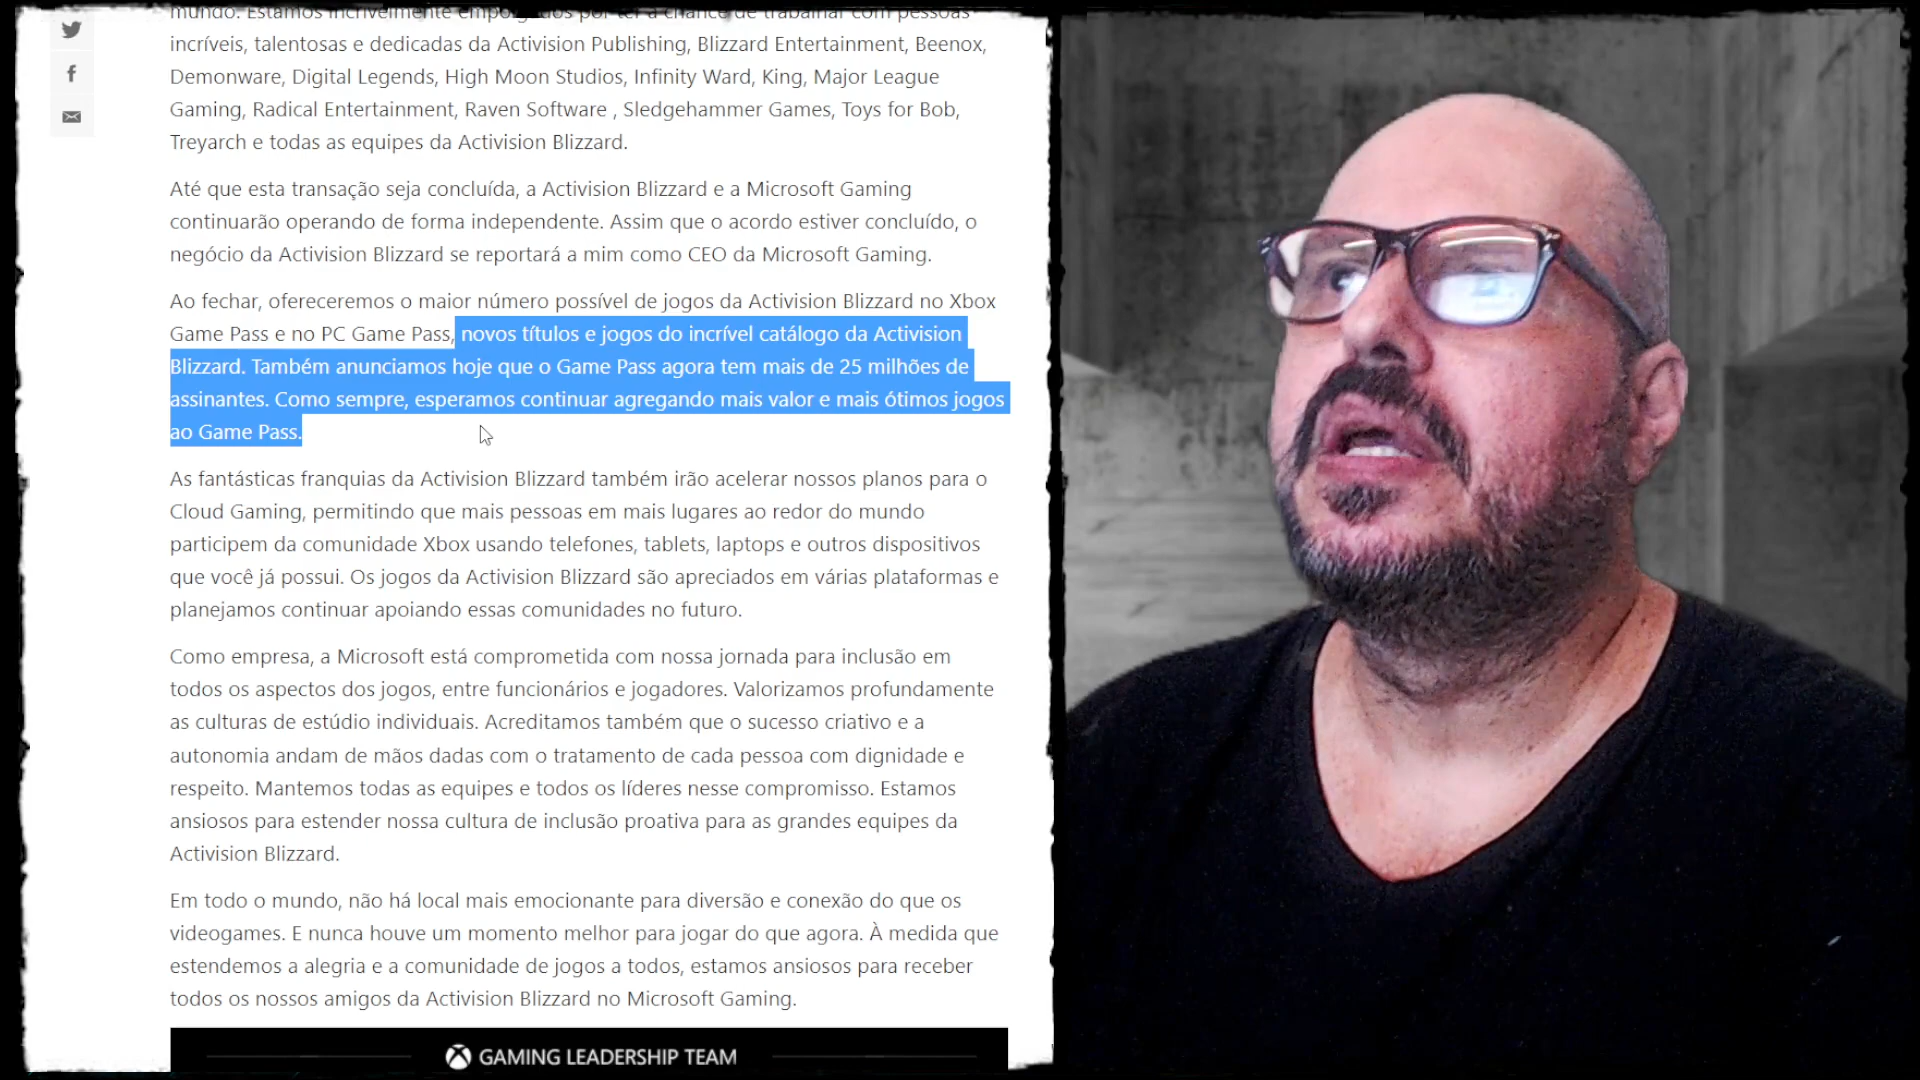 mundo. Estamos incrivelmente empolgados por ter a chance de trabalhar com pessoas
incríveis, talentosas e dedicadas da Activision Publishing, Blizzard Entertainment, Beenox,
Demonware, Digital Legends, High Moon Studios, Infinity Ward, King, Major League
Gaming, Radical Entertainment, Raven Software , Sledgehammer Games, Toys for Bob,
Treyarch e todas as equipes da Activision Blizzard.
Até que esta transação seja concluída, a Activision Blizzard e a Microsoft Gaming
continuarão operando de forma independente. Assim que o acordo estiver concluído, o
negócio da Activision Blizzard se reportará a mim como CEO da Microsoft Gaming.
Ao fechar, ofereceremos o maior número possível de jogos da Activision Blizzard no Xbox
Game Pass e no PC Game Pass, novos títulos e jogos do incrível catálogo da Activision
Blizzard. Também anunciamos hoje que o Game Pass agora tem mais de 25 milhões de
assinantes. Como sempre, esperamos continuar agregando mais valor e mais ótimos jogos
ao Game Pass.
As fantásticas franquias da Activision Blizzard também irão acelerar nossos planos para o
Cloud Gaming, permitindo que mais pessoas em mais lugares ao redor do mundo
participem da comunidade Xbox usando telefones, tablets, laptops e outros dispositivos
que você já possui. Os jogos da Activision Blizzard são apreciados em várias plataformas e
planejamos continuar apoiando essas comunidades no futuro.
Como empresa, a Microsoft está comprometida com nossa jornada para inclusão em
todos os aspectos dos jogos, entre funcionários e jogadores. Valorizamos profundamente
as culturas de estúdio individuais. Acreditamos também que o sucesso criativo e a
autonomia andam de mãos dadas com o tratamento de cada pessoa com dignidade e
respeito. Mantemos todas as equipes e todos os líderes nesse compromisso. Estamos
ansiosos para estender nossa cultura de inclusão proativa para as grandes equipes da
Activision Blizzard.
Em todo o mundo, não há local mais emocionante para diversão e conexão do que os
videogames. E nunca houve um momento melhor para jogar do que agora. À medida que
estendemos a alegria e a comunidade de jogos a todos, estamos ansiosos para receber
todos os nossos amigos da Activision Blizzard no Microsoft Gaming.
GAMING LEADERSHIP TEAM